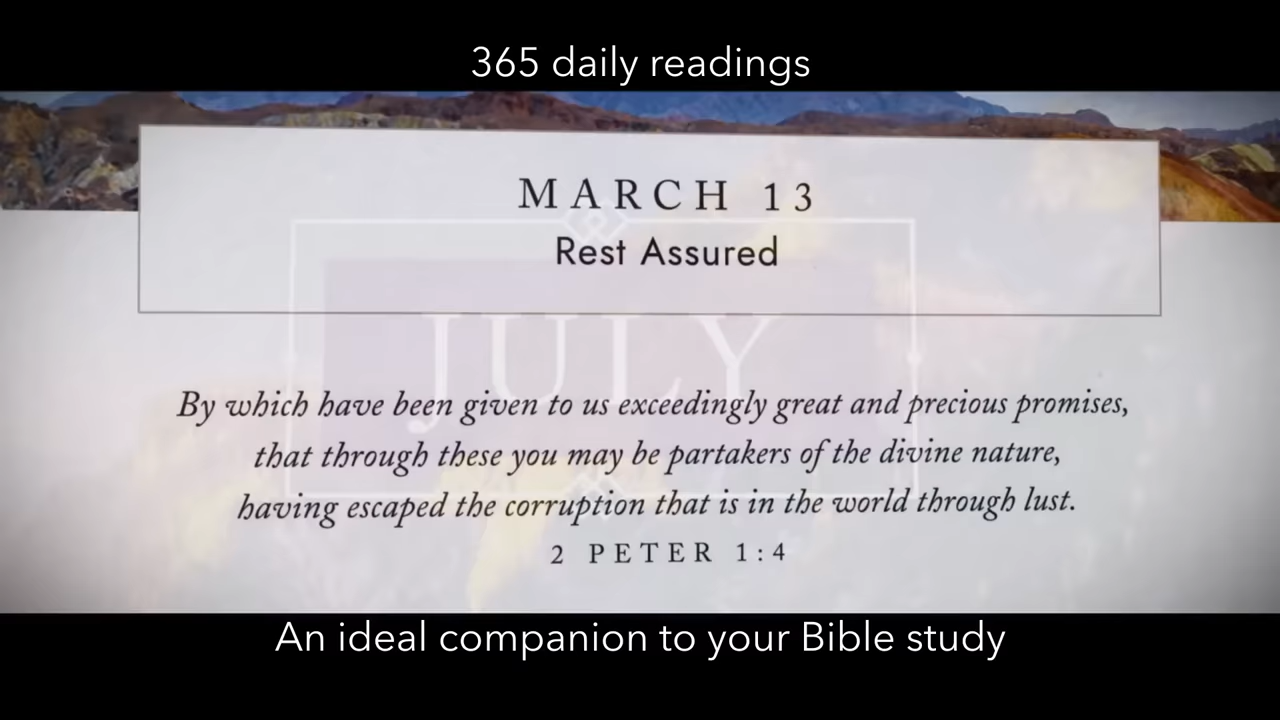 365 daily readings
MARCH 13
Rest Assured
JULY
By which have been given to us exceedingly great and precious promises,
that through these you may be partakers of the divine nature,
having escaped the corruption that is in the world through lust.
2 PETER 1:4
An ideal companion to your Bible study